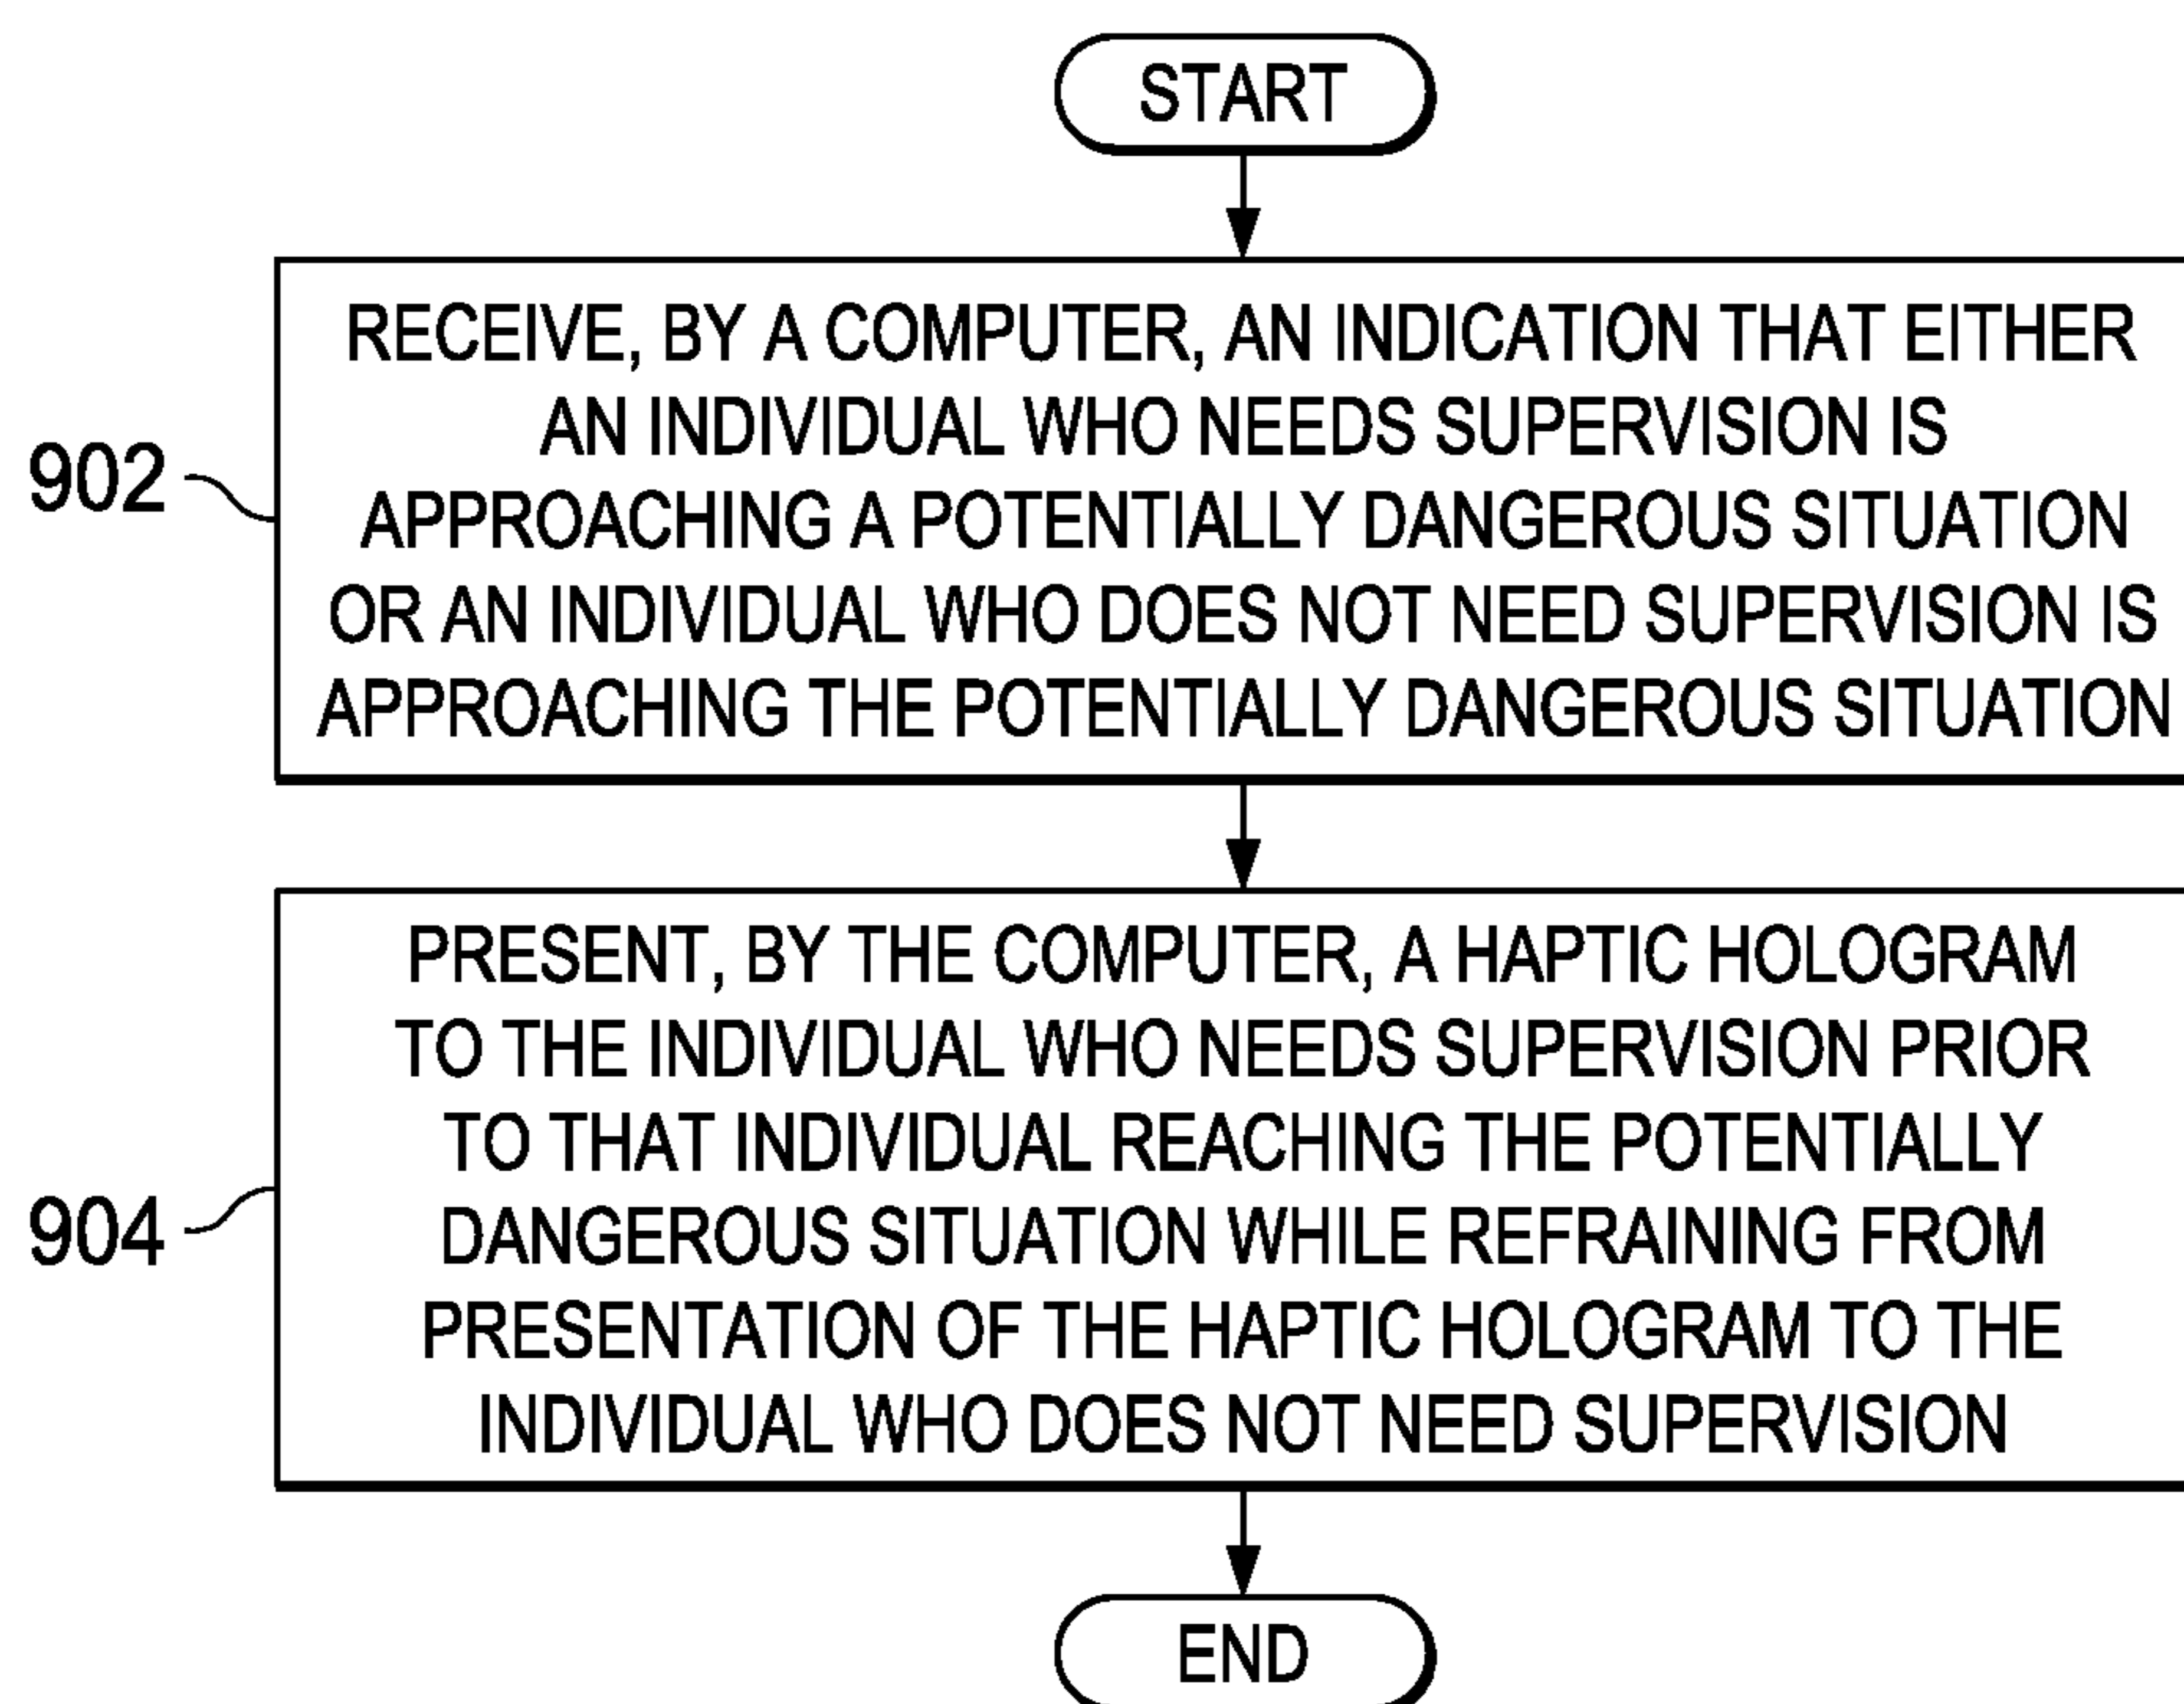 START
RECEIVE, BY A COMPUTER, AN INDICATION THAT EITHER
AN INDIVIDUAL WHO NEEDS SUPERVISION IS
APPROACHING A POTENTIALLY DANGEROUS SITUATION
OR AN INDIVIDUAL WHO DOES NOT NEED SUPERVISION IS
APPROACHING THE POTENTIALLY DANGEROUS SITUATION
902
PRESENT, BY THE COMPUTER, A HAPTIC HOLOGRAM
TO THE INDIVIDUAL WHO NEEDS SUPERVISION PRIOR
TO THAT INDIVIDUAL REACHING THE POTENTIALLY
DANGEROUS SITUATION WHILE REFRAINING FROM
PRESENTATION OF THE HAPTIC HOLOGRAM TO THE
INDIVIDUAL WHO DOES NOT NEED SUPERVISION
904
END